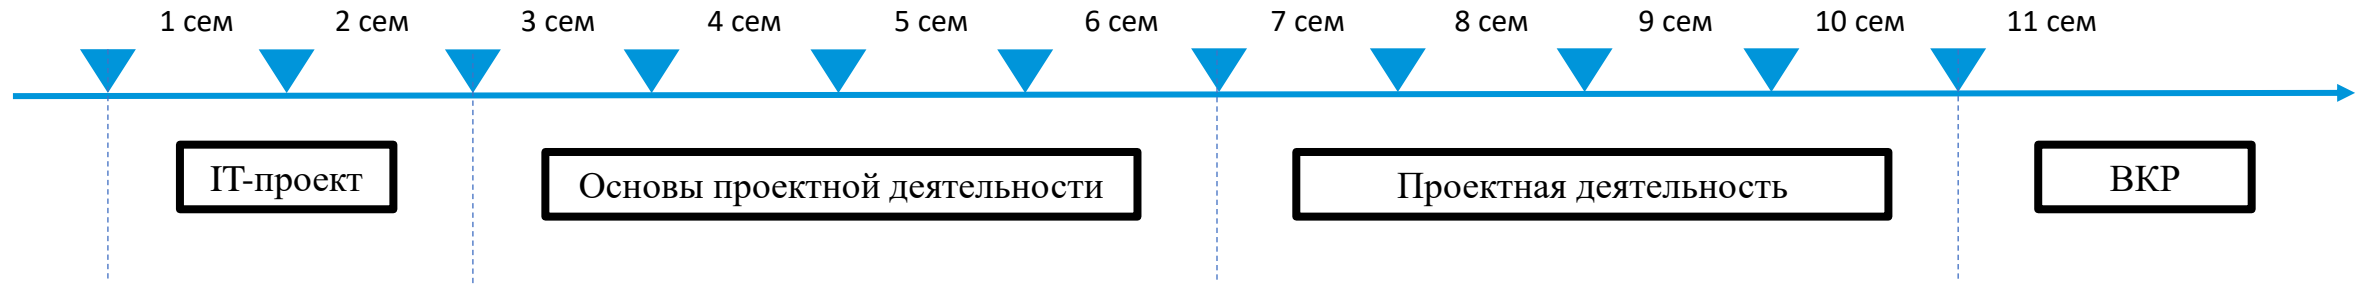 1 сем 2 сем 3 сем 4 сем 5 сем 6 сем 7 сем 8 сем 9 сем 10 сем 11 сем
IT-проект
Основы проектной деятельности
Проектная деятельность
ВКР